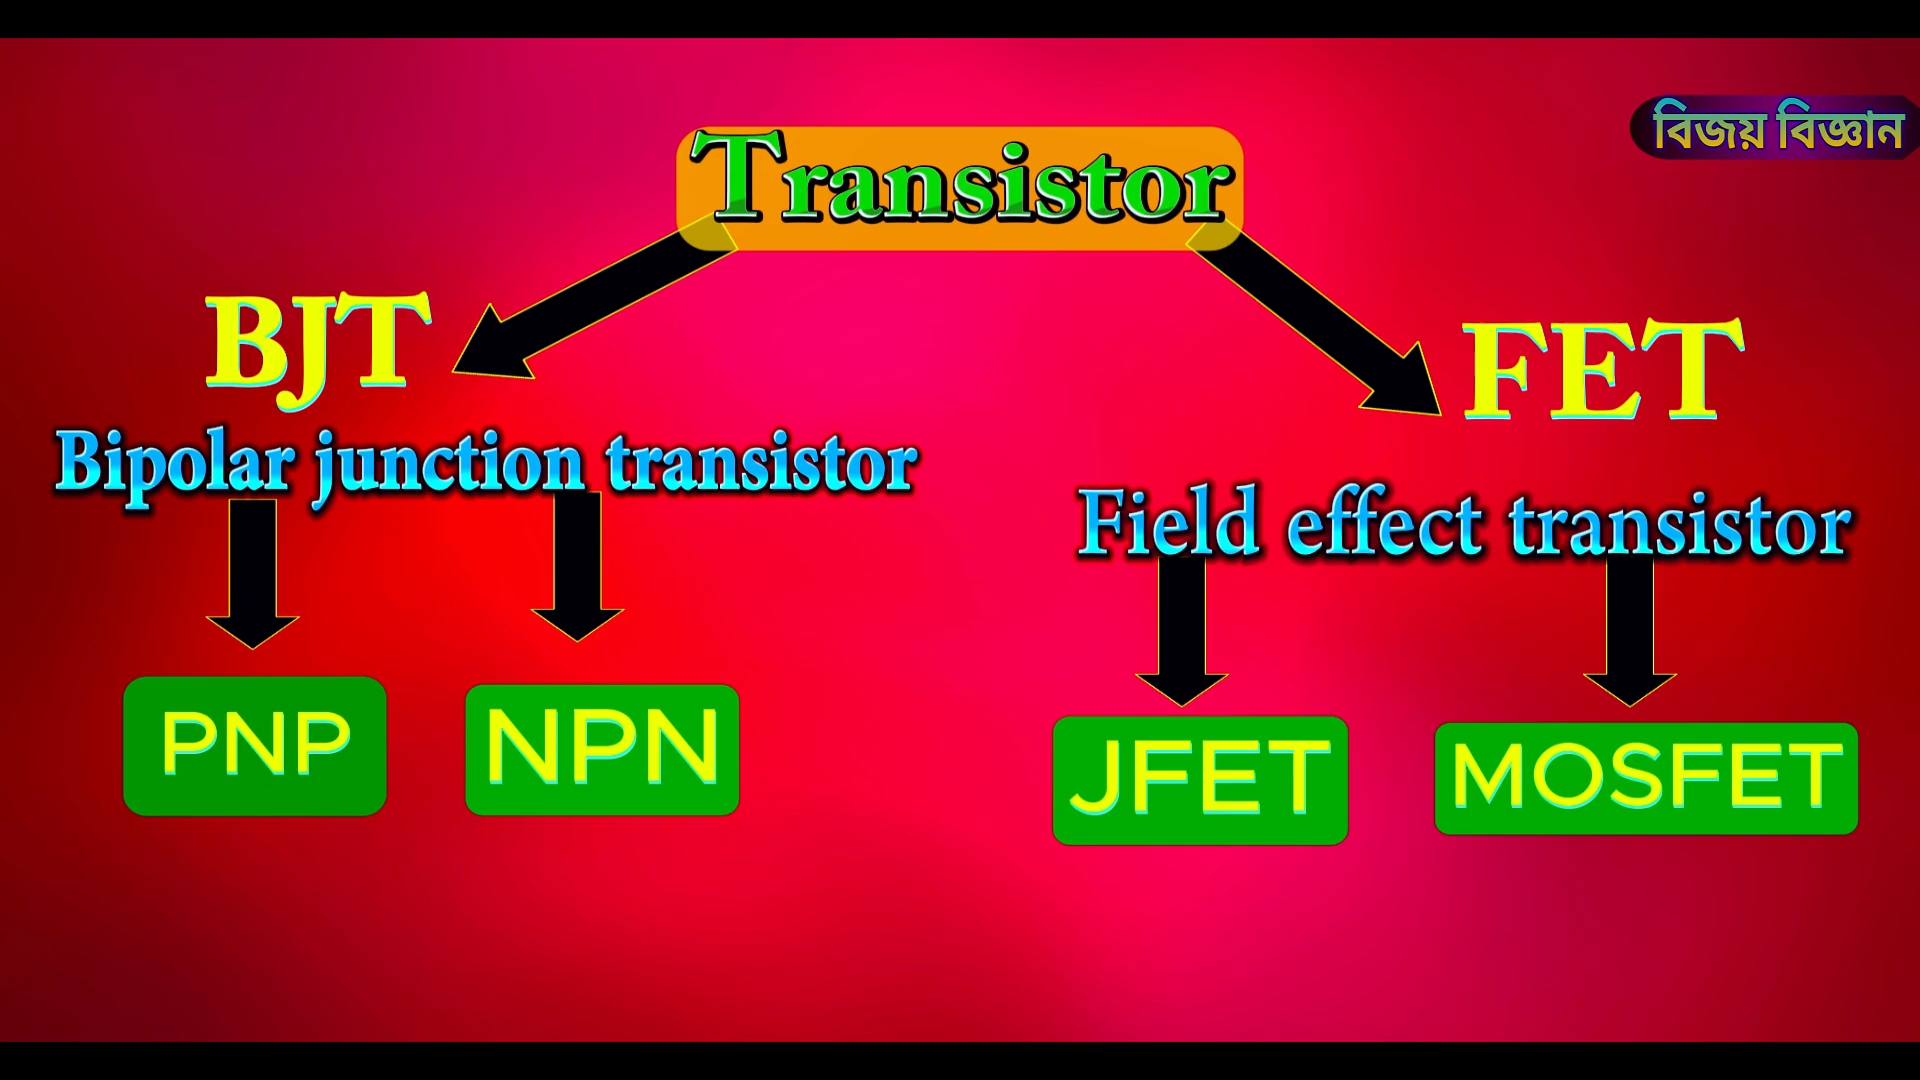 বিজয় বিজ্ঞান
Transistor
BJT
Bipolar junction transistor
PNP
NPN
FET
Field effect transistor
JFET
MOSFET